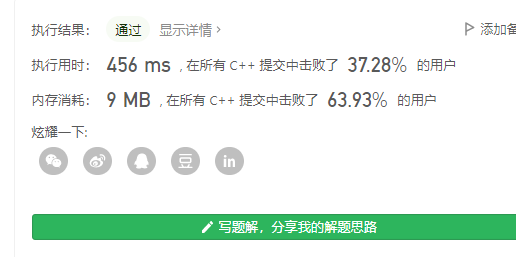 执行结果： 通过 显示详情 › 添加备
执行用时： 456 ms , 在所有 C++ 提交中击败了 37.28% 的用户
内存消耗： 9 MB , 在所有 C++ 提交中击败了 63.93% 的用户
炫耀一下:
豆 in
写题解，分享我的解题思路